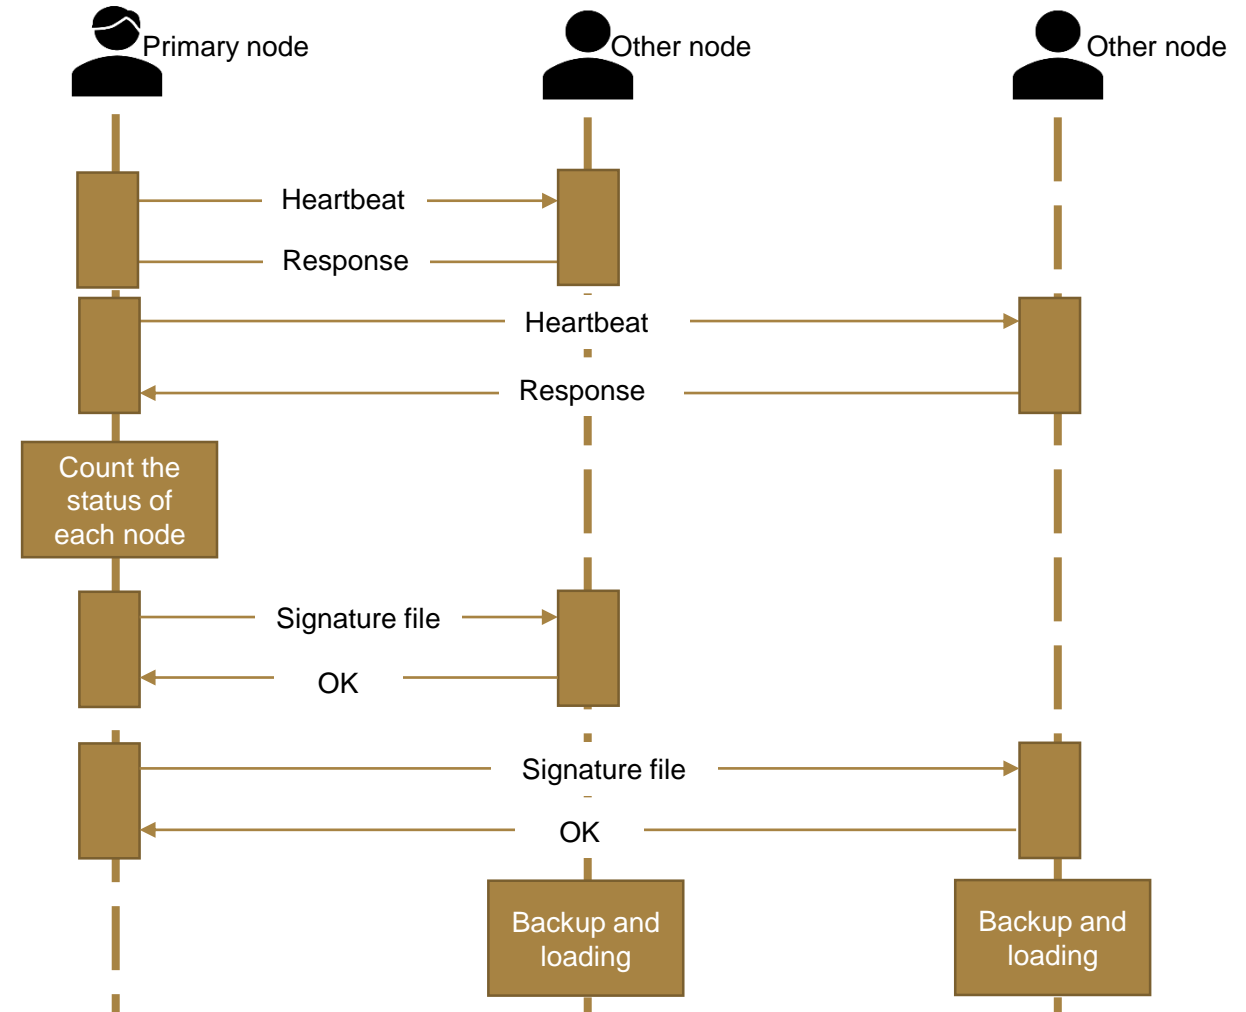 Primary node
Other node
Other node
Heartbeat
Response
Heartbeat
Response
Count the
status of
each node
Signature file
OK
Signature file
OK
Backup and
loading
Backup and
loading